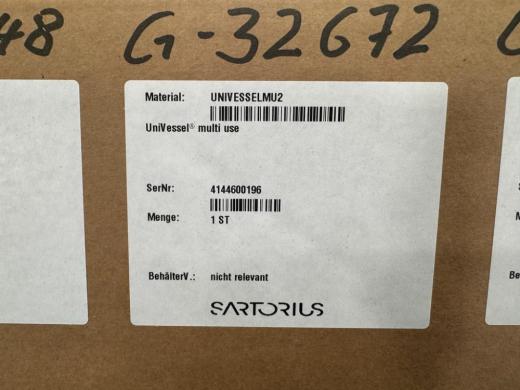 48
G-32672
Material: UNIVESSELMU2
UniVessel® multi use
SerNr: 4144600196
Menge: 1 ST
BehälterV.: nicht relevant
SARTORIUS